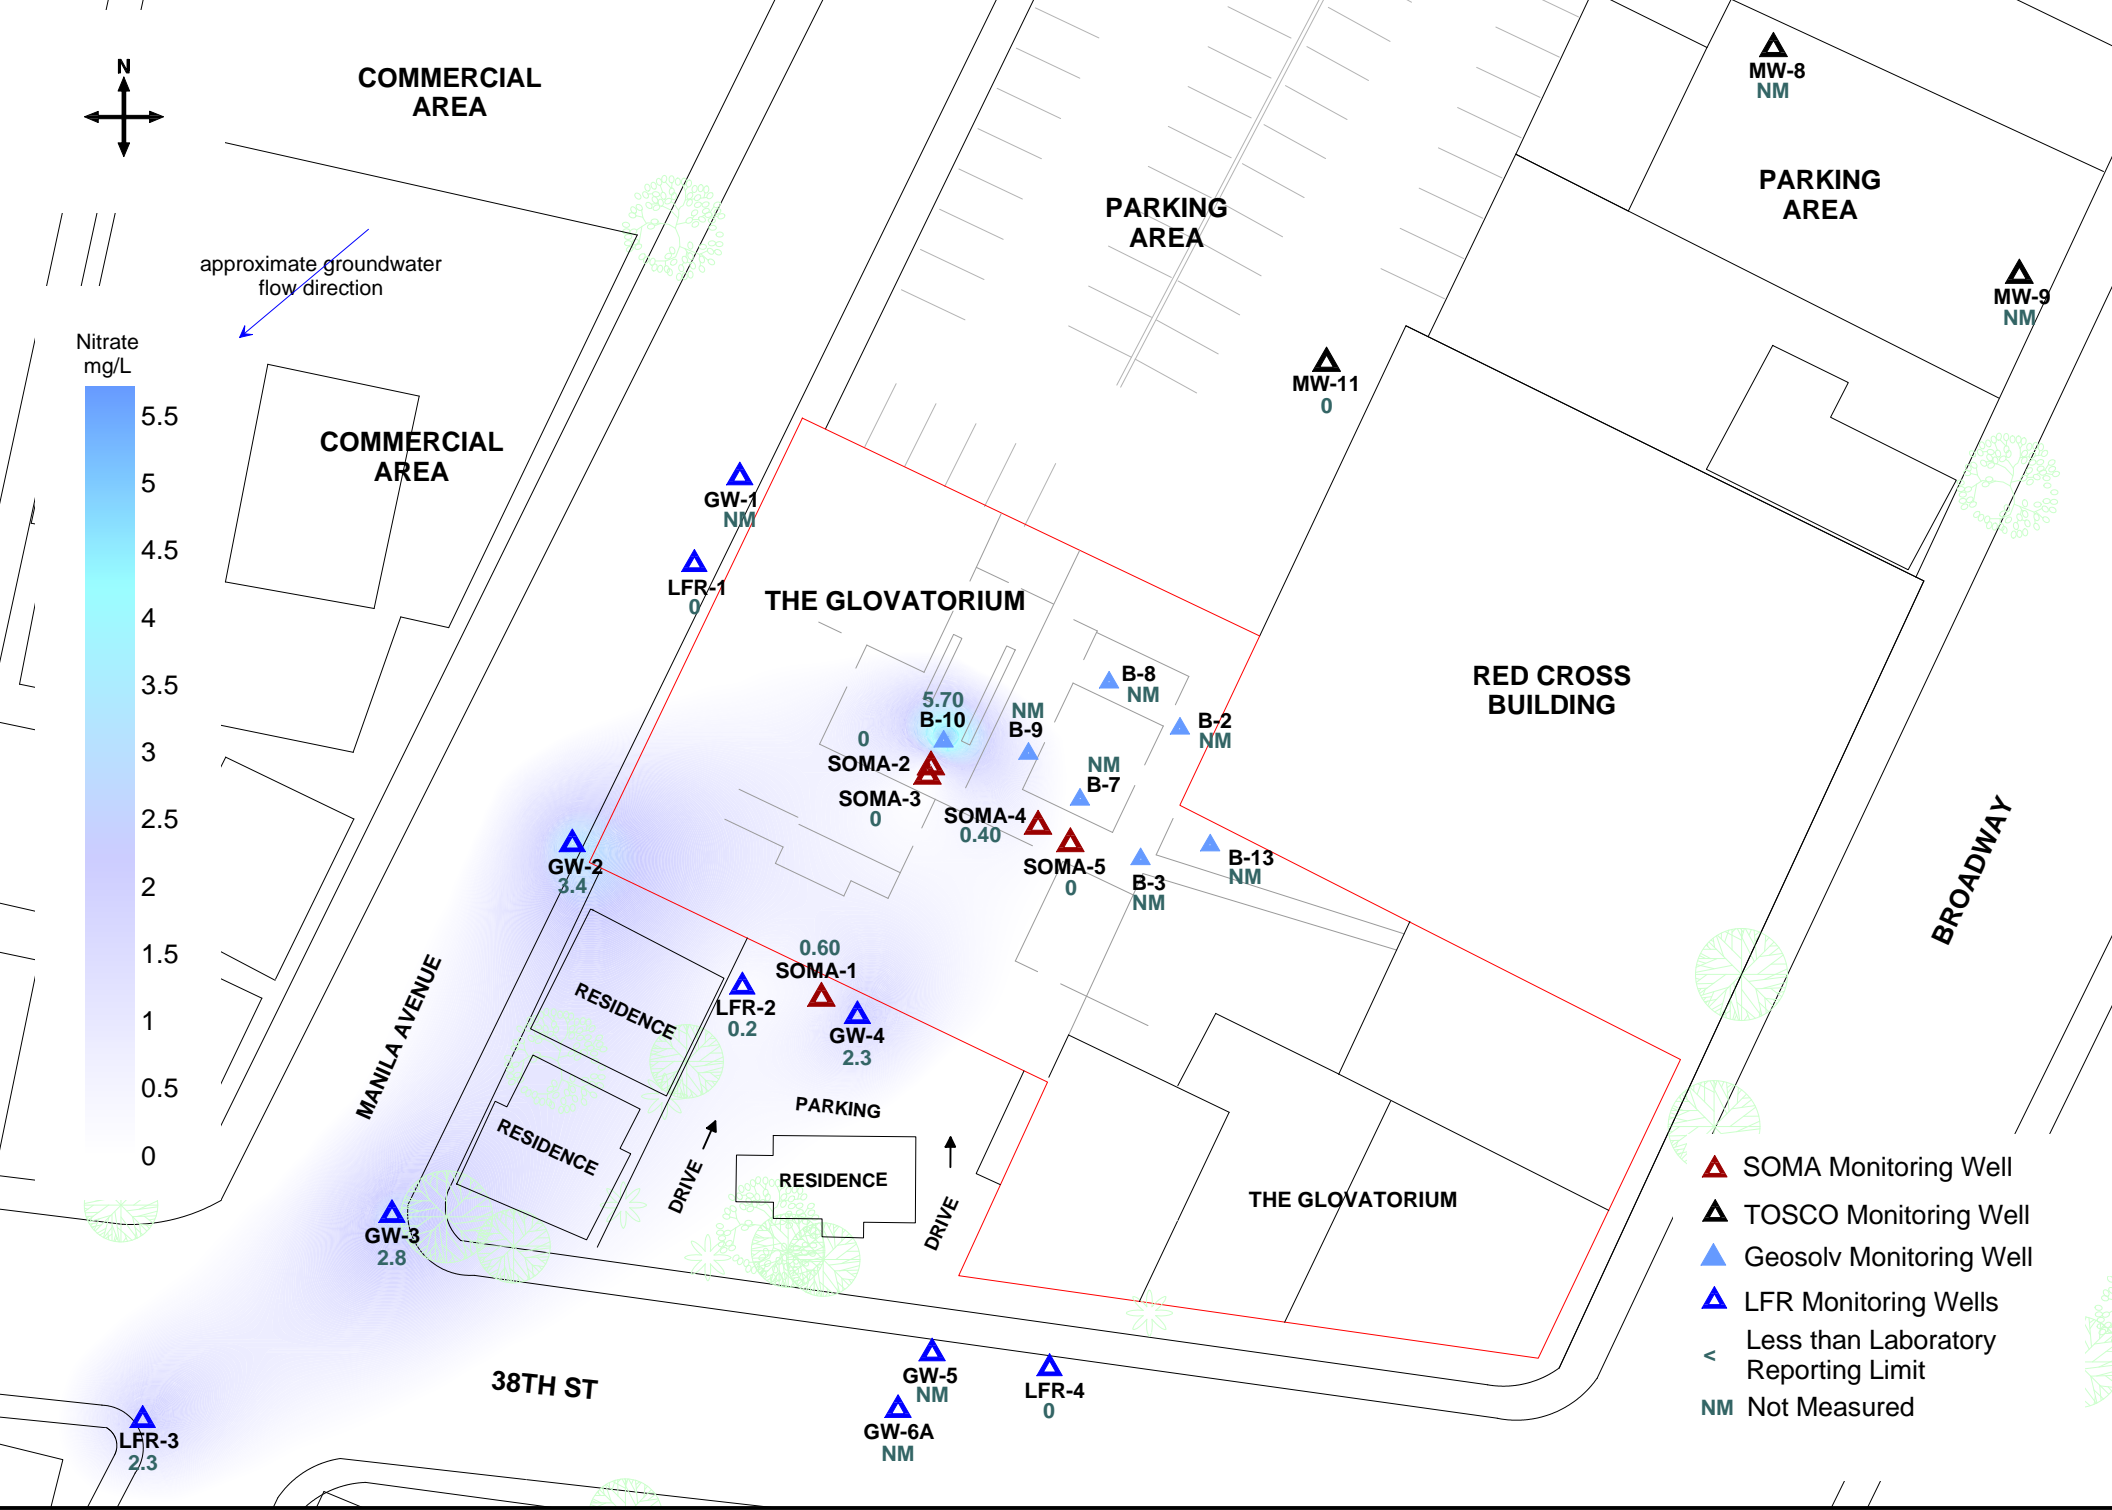 N
COMMERCIAL
AREA
MW-8
NM
PARKING
AREA
PARKING
AREA
approximate groundwater
flow direction
MW-9
NM
Nitrate
mg/L
5.5
5
4.5
4
3.5
3
2.5
2
1.5
1
0.5
0
MW-11
0
COMMERCIAL
AREA
GW-1
NM
LFR-1
0
THE GLOVATORIUM
RED CROSS
BUILDING
B-8
NM
5.70
B-10
NM
B-9
B-2
NM
0
SOMA-2
NM
B-7
SOMA-3
0
SOMA-4
0.40
GW-2
3.4
SOMA-5
0
B-13
NM
B-3
NM
BROADWAY
0.60
SOMA-1
RESIDENCE
LFR-2
0.2
GW-4
2.3
MANILA AVENUE
PARKING
RESIDENCE
DRIVE
RESIDENCE
DRIVE
THE GLOVATORIUM
GW-3
2.8
SOMA Monitoring Well
TOSCO Monitoring Well
Geosolv Monitoring Well
LFR Monitoring Wells
< Less than Laboratory
Reporting Limit
NM Not Measured
38TH ST
GW-5
NM
LFR-4
0
GW-6A
NM
LFR-3
2.3